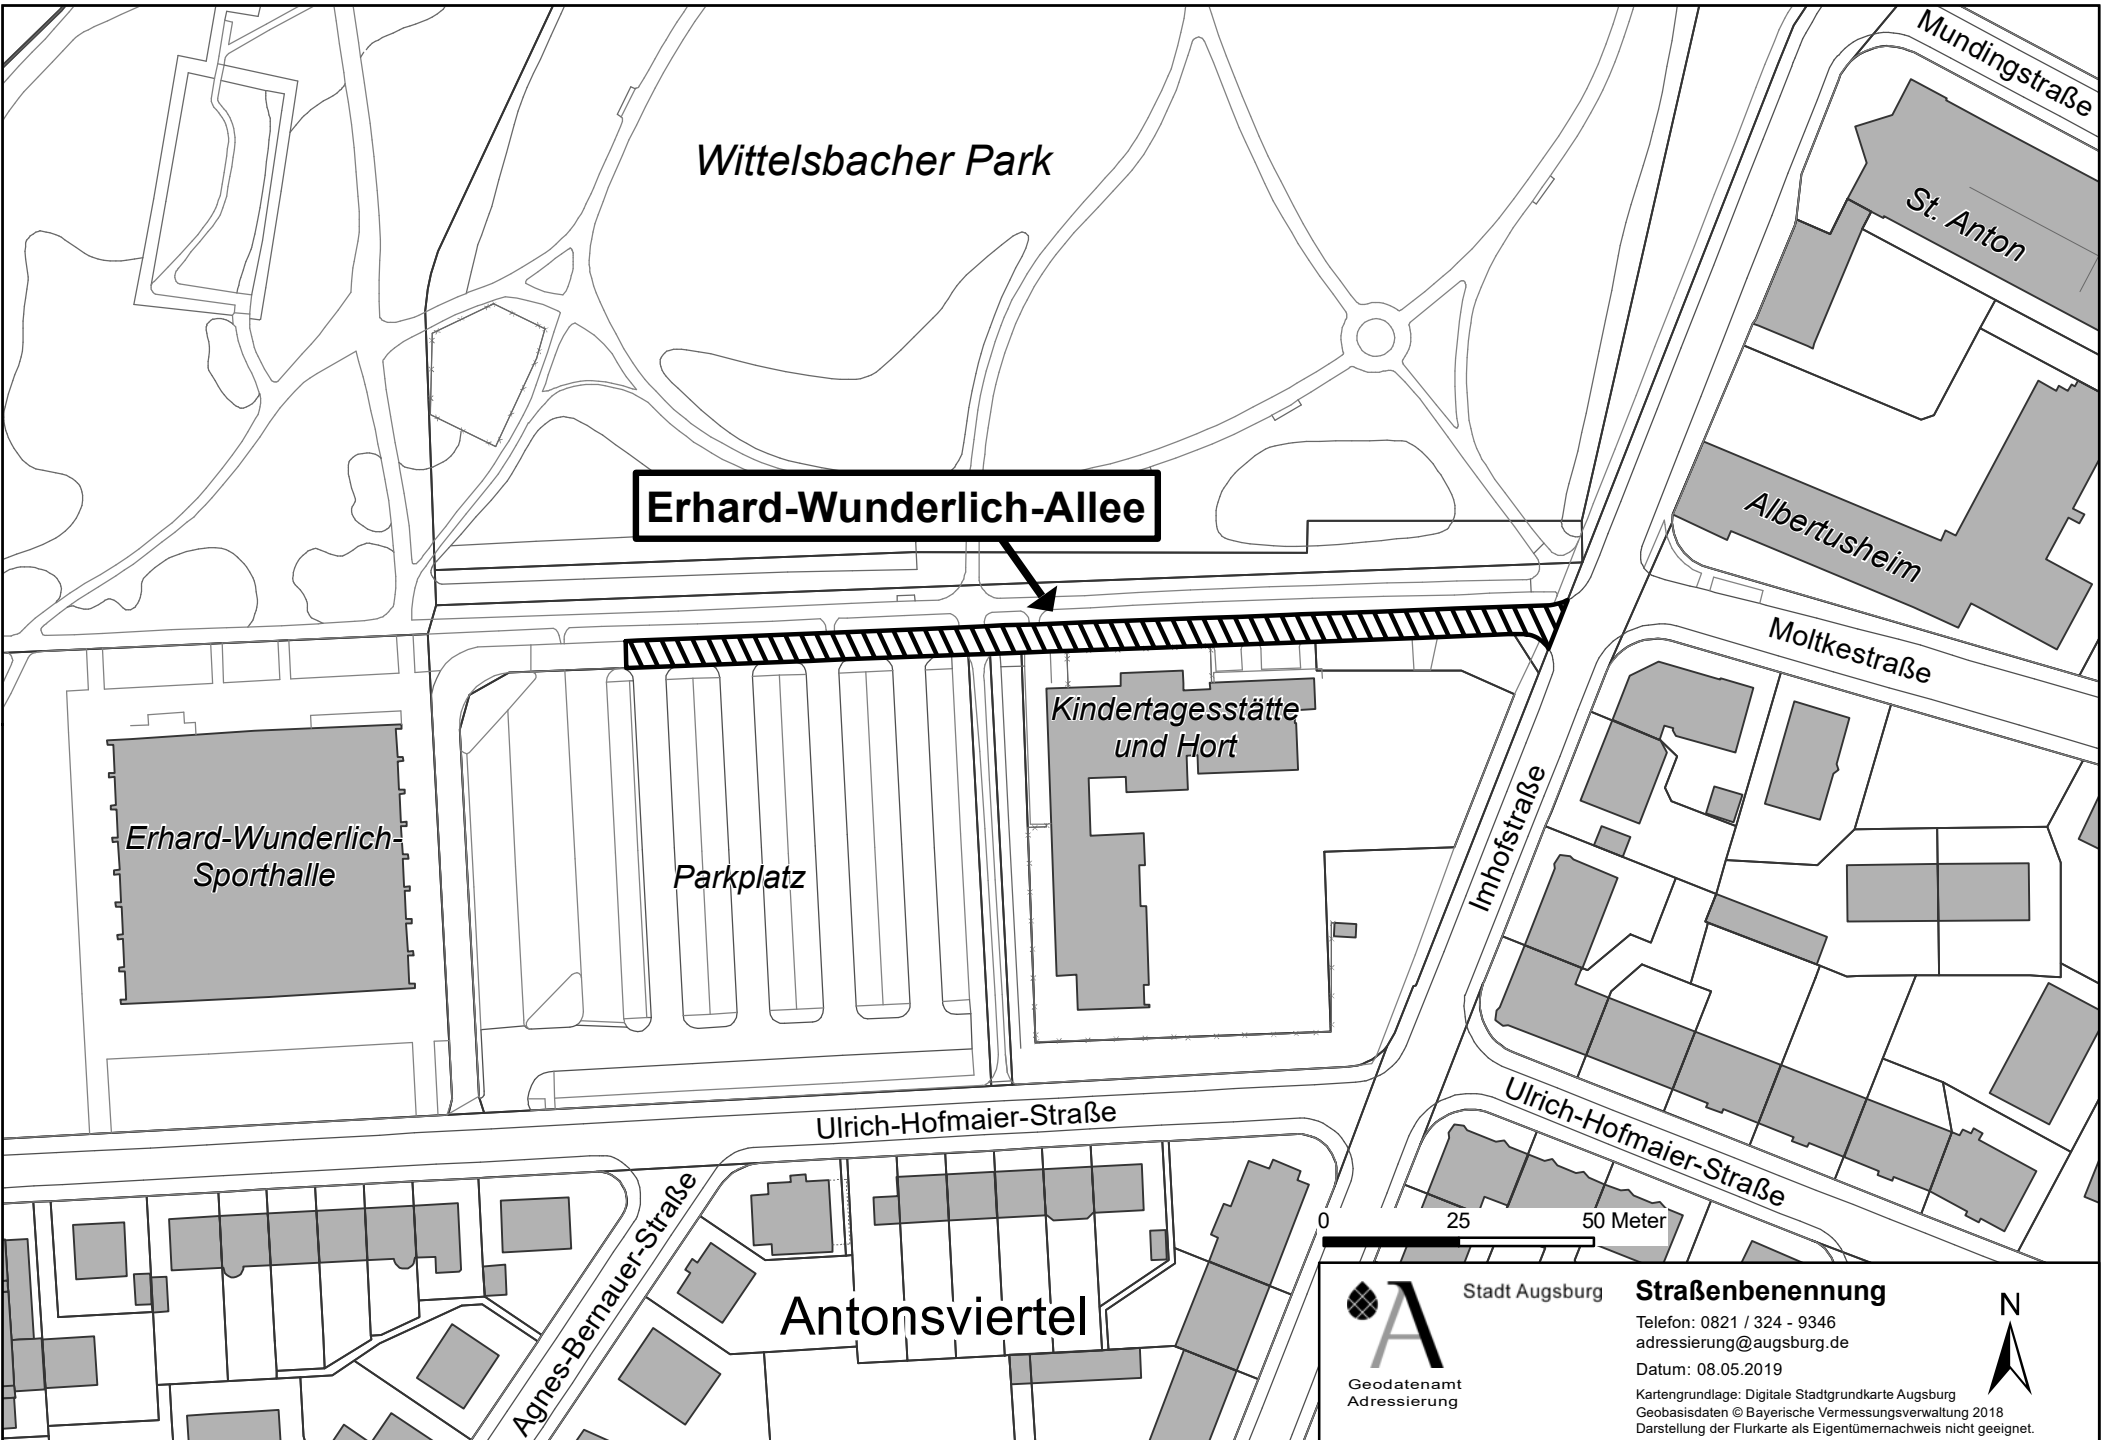 Mundingstraße
Wittelsbacher Park
St. Anton
Erhard-Wunderlich-Allee
Albertusheim
Moltkestraße
Kindertagesstätte
und Hort
Imhofstraße
Erhard-Wunderlich-
Sporthalle
Parkplatz
Ulrich-Hofmaier-Straße
Ulrich-Hofmaier-Straße
Agnes-Bernauer-Straße
Antonsviertel
0 25 50 Meter
Stadt Augsburg
A
Geodatenamt
Adressierung
Straßenbenennung
Telefon: 0821 / 324 - 9346
adressierung@augsburg.de
Datum: 08.05.2019
Kartengrundlage: Digitale Stadtgrundkarte Augsburg
Geobasisdaten © Bayerische Vermessungsverwaltung 2018
Darstellung der Flurkarte als Eigentümernachweis nicht geeignet.
N